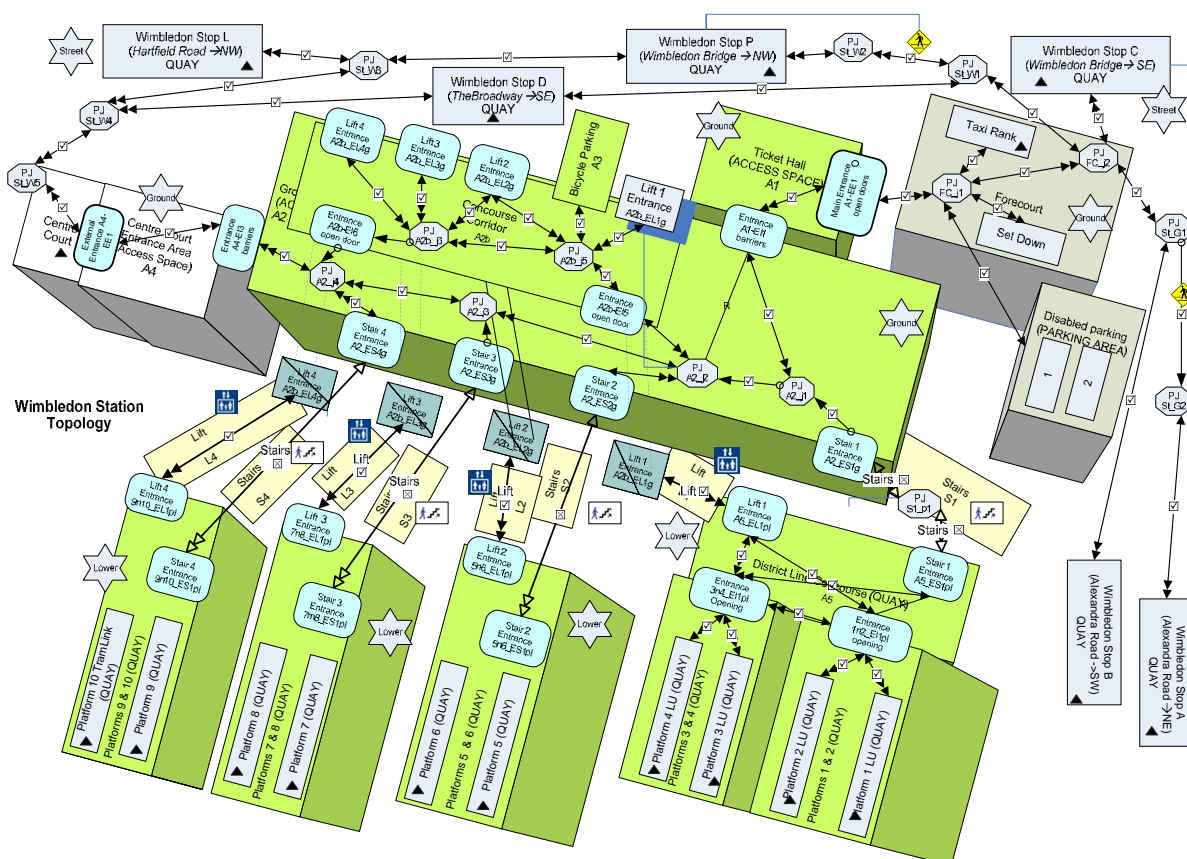 Street
Wimbledon Stop L
(Hartfield Road →NW)
QUAY
PJ
St_W3
Wimbledon Stop P
(Wimbledon Bridge →NW)
QUAY
PJ
St_W2
PJ
St_W1
Wimbledon Stop C
(Wimbledon Bridge→ SE)
QUAY
Street
Wimbledon Stop D
(TheBroadway →SE)
QUAY
PJ
St_W4
PJ
St_W5
Ground
Centre
Court
External
Entrance A4-
EE1
Centre Court
Entrance Area
(Access Space)
A4
Entrance
A4-EI3
barriers
Lift 4
Entrance
A2b_EL4g
Lift 3
Entrance
A2b_EL3g
Lift 2
Entrance
A2b_EL2g
Bicycle Parking
A3
Lift 1
Entrance
A2b_EL1g
Entrance
A2b-EI6
open door
PJ
A2b_j3
Concourse
Corridor
A2b
PJ
A2b_j5
Entrance
A2b-EI5
open door
Ground
Ticket Hall
(ACCESS SPACE)
A1
Main Entrance
A1-EE1
open doors
Entrance
A1-EI1
barriers
Taxi Rank
PJ
FC_j2
PJ
FC_j1
Forecourt
Set Down
Ground
PJ
St_G1
PJ
St_G2
Disabled parking
(PARKING AREA)
1
2
PJ
A2_j4
PJ
A2_j3
PJ
A2_j2
PJ
A2_j1
R
Ground
Stair 4
Entrance
A2_ES4g
Stair 3
Entrance
A2_ES3g
Stair 2
Entrance
A2_ES2g
Stair 1
Entrance
A2_ES1g
Wimbledon Station
Topology
Lift 4
Entrance
A2b_EL4g
Lift 3
Entrance
A2b_EL3g
Lift 2
Entrance
A2b_EL2g
Lift 1
Entrance
A2b_EL1g
Lift
L4
Stairs
Stairs
S4
Lift
Lift
L3
Stairs
Stairs
S3
Lift
L2
Stairs
S2
Lift
Lift
Stairs
Stairs
S1
PJ
S1_p1
Stairs
Lift 4
Entrance
9n10_EL1pl
Lower
Stair 4
Entrance
9n10_ES1pl
Platform 10 TramLink
(QUAY)
Platforms 9 & 10 (QUAY)
Platform 9 (QUAY)
Lift 3
Entrance
7n8_EL1pl
Stair 3
Entrance
7n8_ES1pl
Lower
Platform 8 (QUAY)
Platforms 7 & 8 (QUAY)
Platform 7 (QUAY)
Lift 2
Entrance
5n6_EL1pl
Stair 2
Entrance
5n6_ES1pl
Lower
Platform 6 (QUAY)
Platforms 5 & 6 (QUAY)
Platform 5 (QUAY)
Lower
Lift 1
Entrance
A5_EL1pl
Stair 1
Entrance
A5_ES1pl
A5
Entrance
3n4_EI1pl
Opening
Entrance
1n2_EI1pl
opening
Platform 4 LU (QUAY)
Platforms 3 & 4 (QUAY)
Platform 3 LU (QUAY)
Platform 2 LU (QUAY)
Platforms 1 & 2 (QUAY)
Platform 1 LU (QUAY)
Wimbledon Stop B
(Alexandra Road ->SW)
QUAY
Wimbledon Stop A
(Alexandra Road →NE)
QUAY